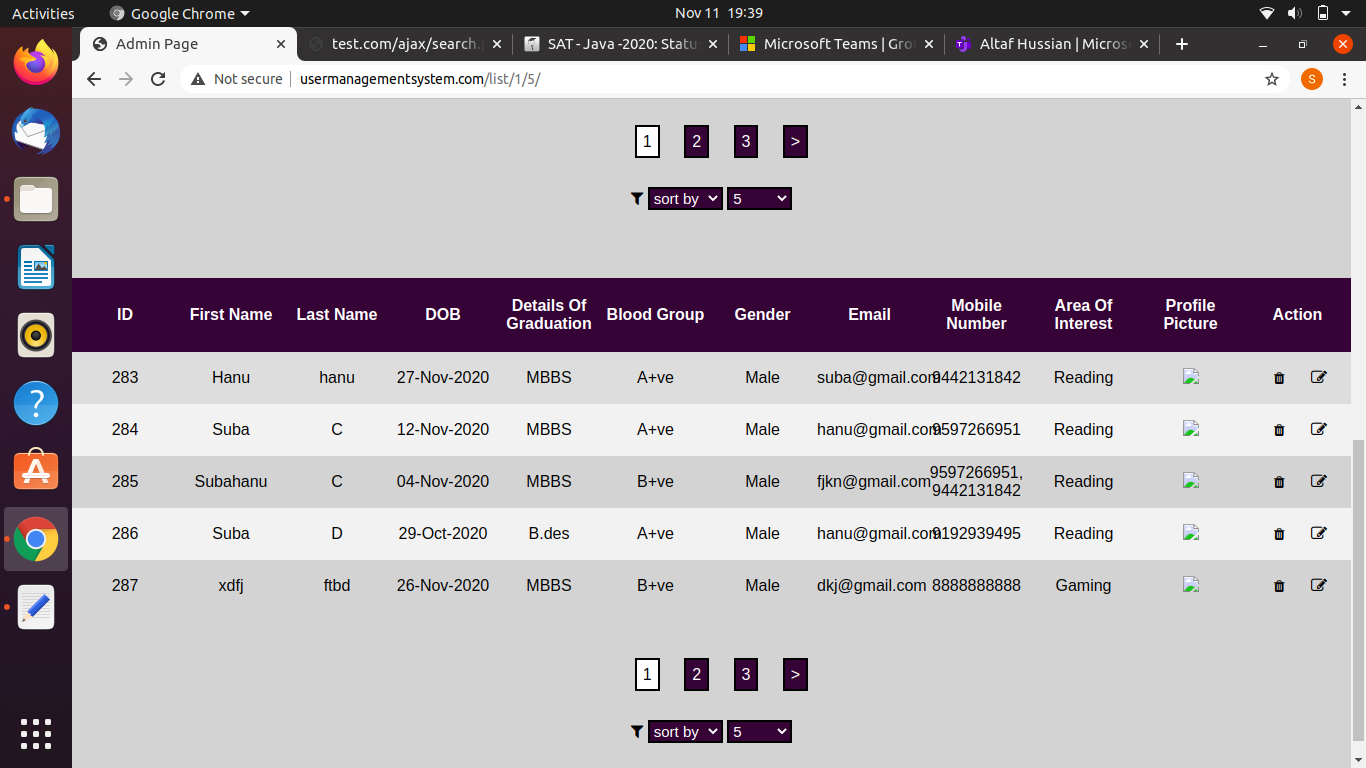 Activities
Google Chrome
Nov 11 19:39
Admin Page
test.com/ajax/search.
SAT - Java -2020: Statu
Microsoft Teams | Gro
Altaf Hussian | Micros
Not secure
usermanagementsystem.com/list/1/5/
S
1 2 3 >
sort by 5
ID First Name Last Name DOB Details Of Graduation Blood Group Gender Email Mobile Number Area Of Interest Profile Picture Action
283 Hanu hanu 27-Nov-2020 MBBS A+ve Male suba@gmail.com 9442131842 Reading
284 Suba C 12-Nov-2020 MBBS A+ve Male hanu@gmail.com 9597266951 Reading
285 Subahanu C 04-Nov-2020 MBBS B+ve Male fjkn@gmail.com 9597266951, 9442131842 Reading
286 Suba D 29-Oct-2020 B.des A+ve Male hanu@gmail.com 9192939495 Reading
287 xdfj ftbd 26-Nov-2020 MBBS B+ve Male dkj@gmail.com 8888888888 Gaming
1 2 3 >
sort by 5